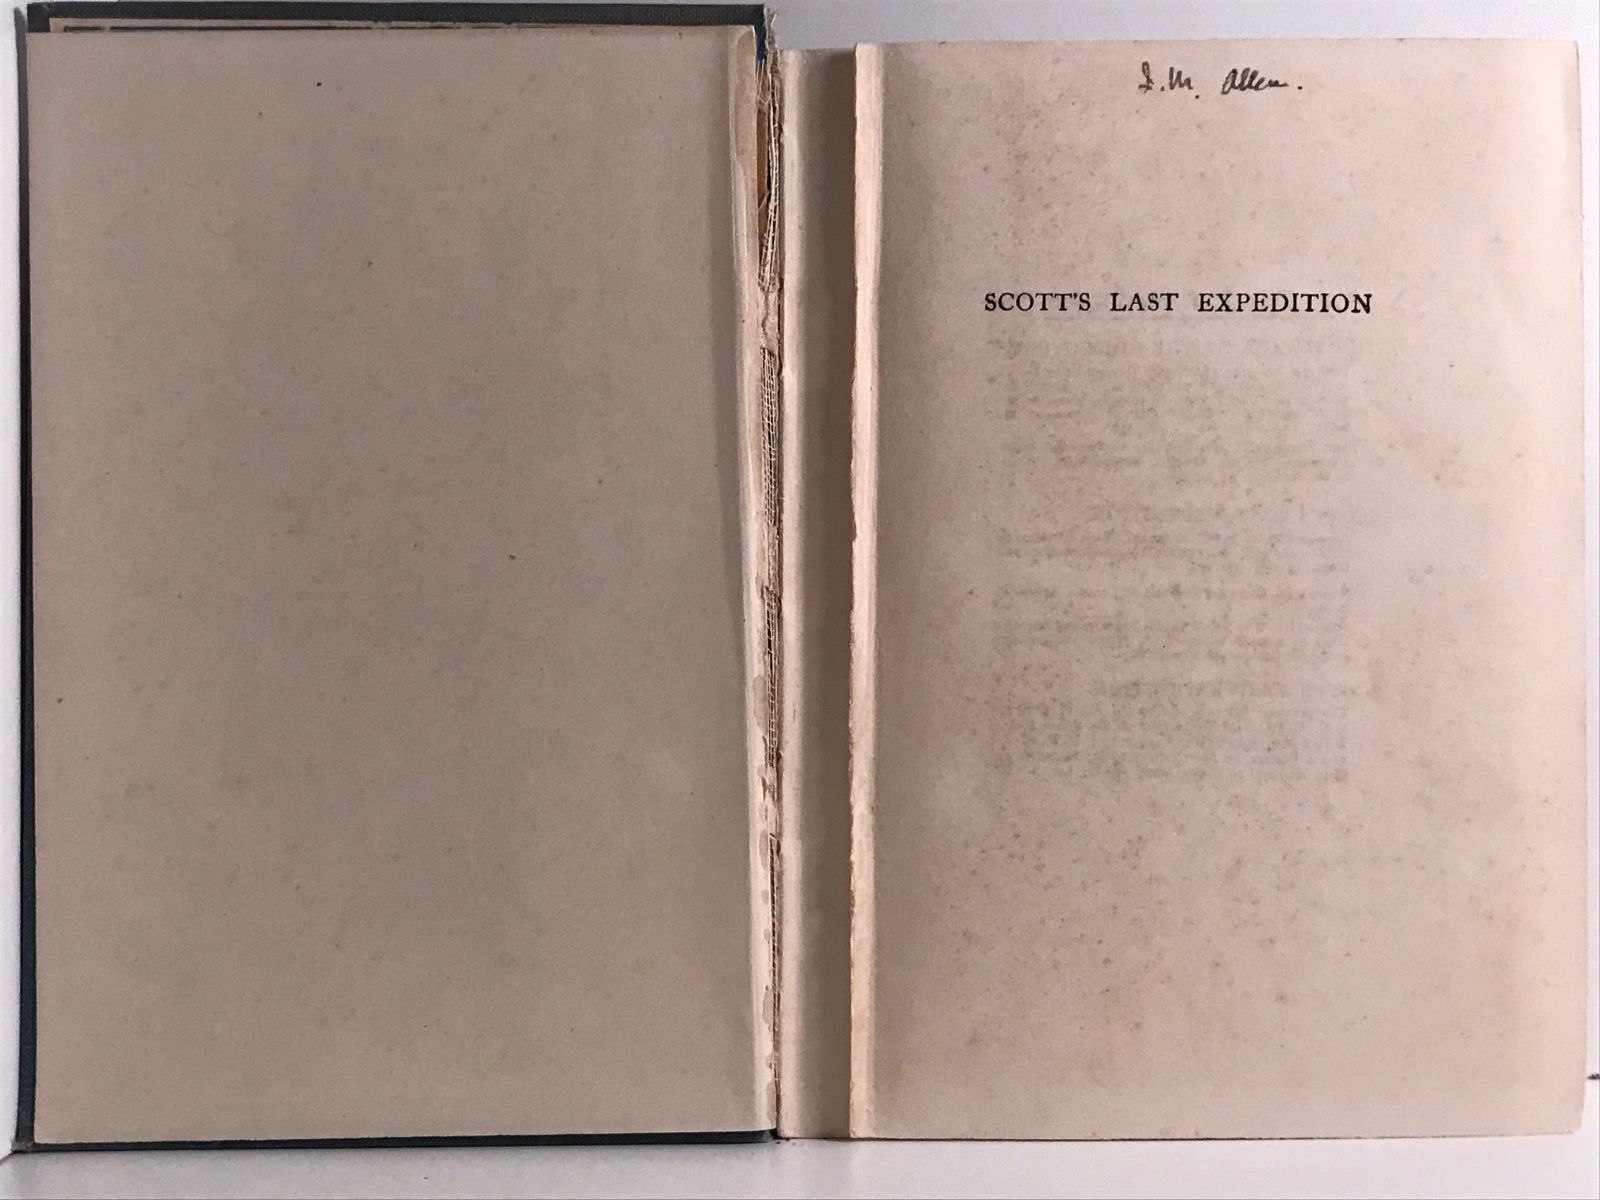 I. M. Allen.
SCOTT'S LAST EXPEDITION